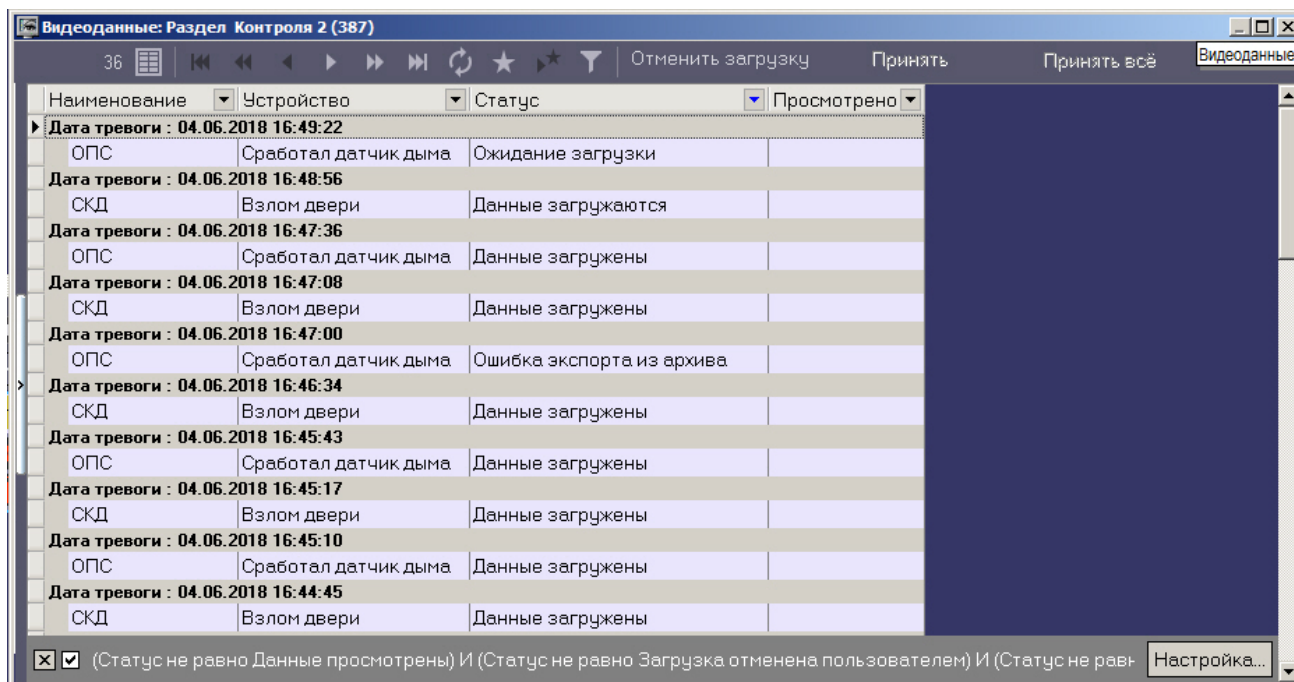 Видеоданные: Раздел Контроля 2 (387)
36 Отменить загрузку Принять Принять всё Видеоданные
Наименование Устройство Статус Просмотрено
Дата тревоги : 04.06.2018 16:49:22
ОПС Сработал датчик дыма Ожидание загрузки
Дата тревоги : 04.06.2018 16:48:56
СКД Взлом двери Данные загружаются
Дата тревоги : 04.06.2018 16:47:36
ОПС Сработал датчик дыма Данные загружены
Дата тревоги : 04.06.2018 16:47:08
СКД Взлом двери Данные загружены
Дата тревоги : 04.06.2018 16:47:00
ОПС Сработал датчик дыма Ошибка экспорта из архива
Дата тревоги : 04.06.2018 16:46:34
СКД Взлом двери Данные загружены
Дата тревоги : 04.06.2018 16:45:43
ОПС Сработал датчик дыма Данные загружены
Дата тревоги : 04.06.2018 16:45:17
СКД Взлом двери Данные загружены
Дата тревоги : 04.06.2018 16:45:10
ОПС Сработал датчик дыма Данные загружены
Дата тревоги : 04.06.2018 16:44:45
СКД Взлом двери Данные загружены
(Статус не равно Данные просмотрены) И (Статус не равно Загрузка отменена пользователем) И (Статус не равн Настройка...